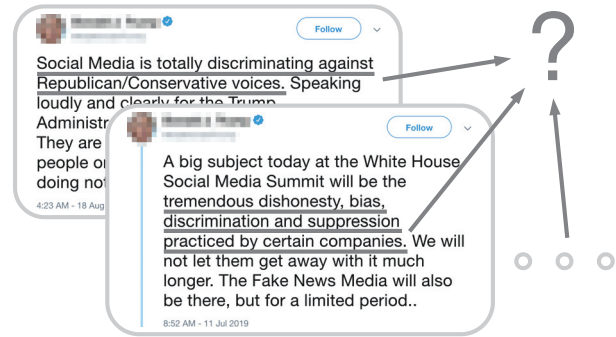 Follow
Social Media is totally discriminating against
Republican/Conservative voices. Speaking
loudly and clearly for the Trump
Administr
They are
people o
doing not
4:23 AM - 18 Aug
Follow
A big subject today at the White House
Social Media Summit will be the
tremendous dishonesty, bias,
discrimination and suppression
practiced by certain companies. We will
not let them get away with it much
longer. The Fake News Media will also
be there, but for a limited period..
8:52 AM - 11 Jul 2019
?